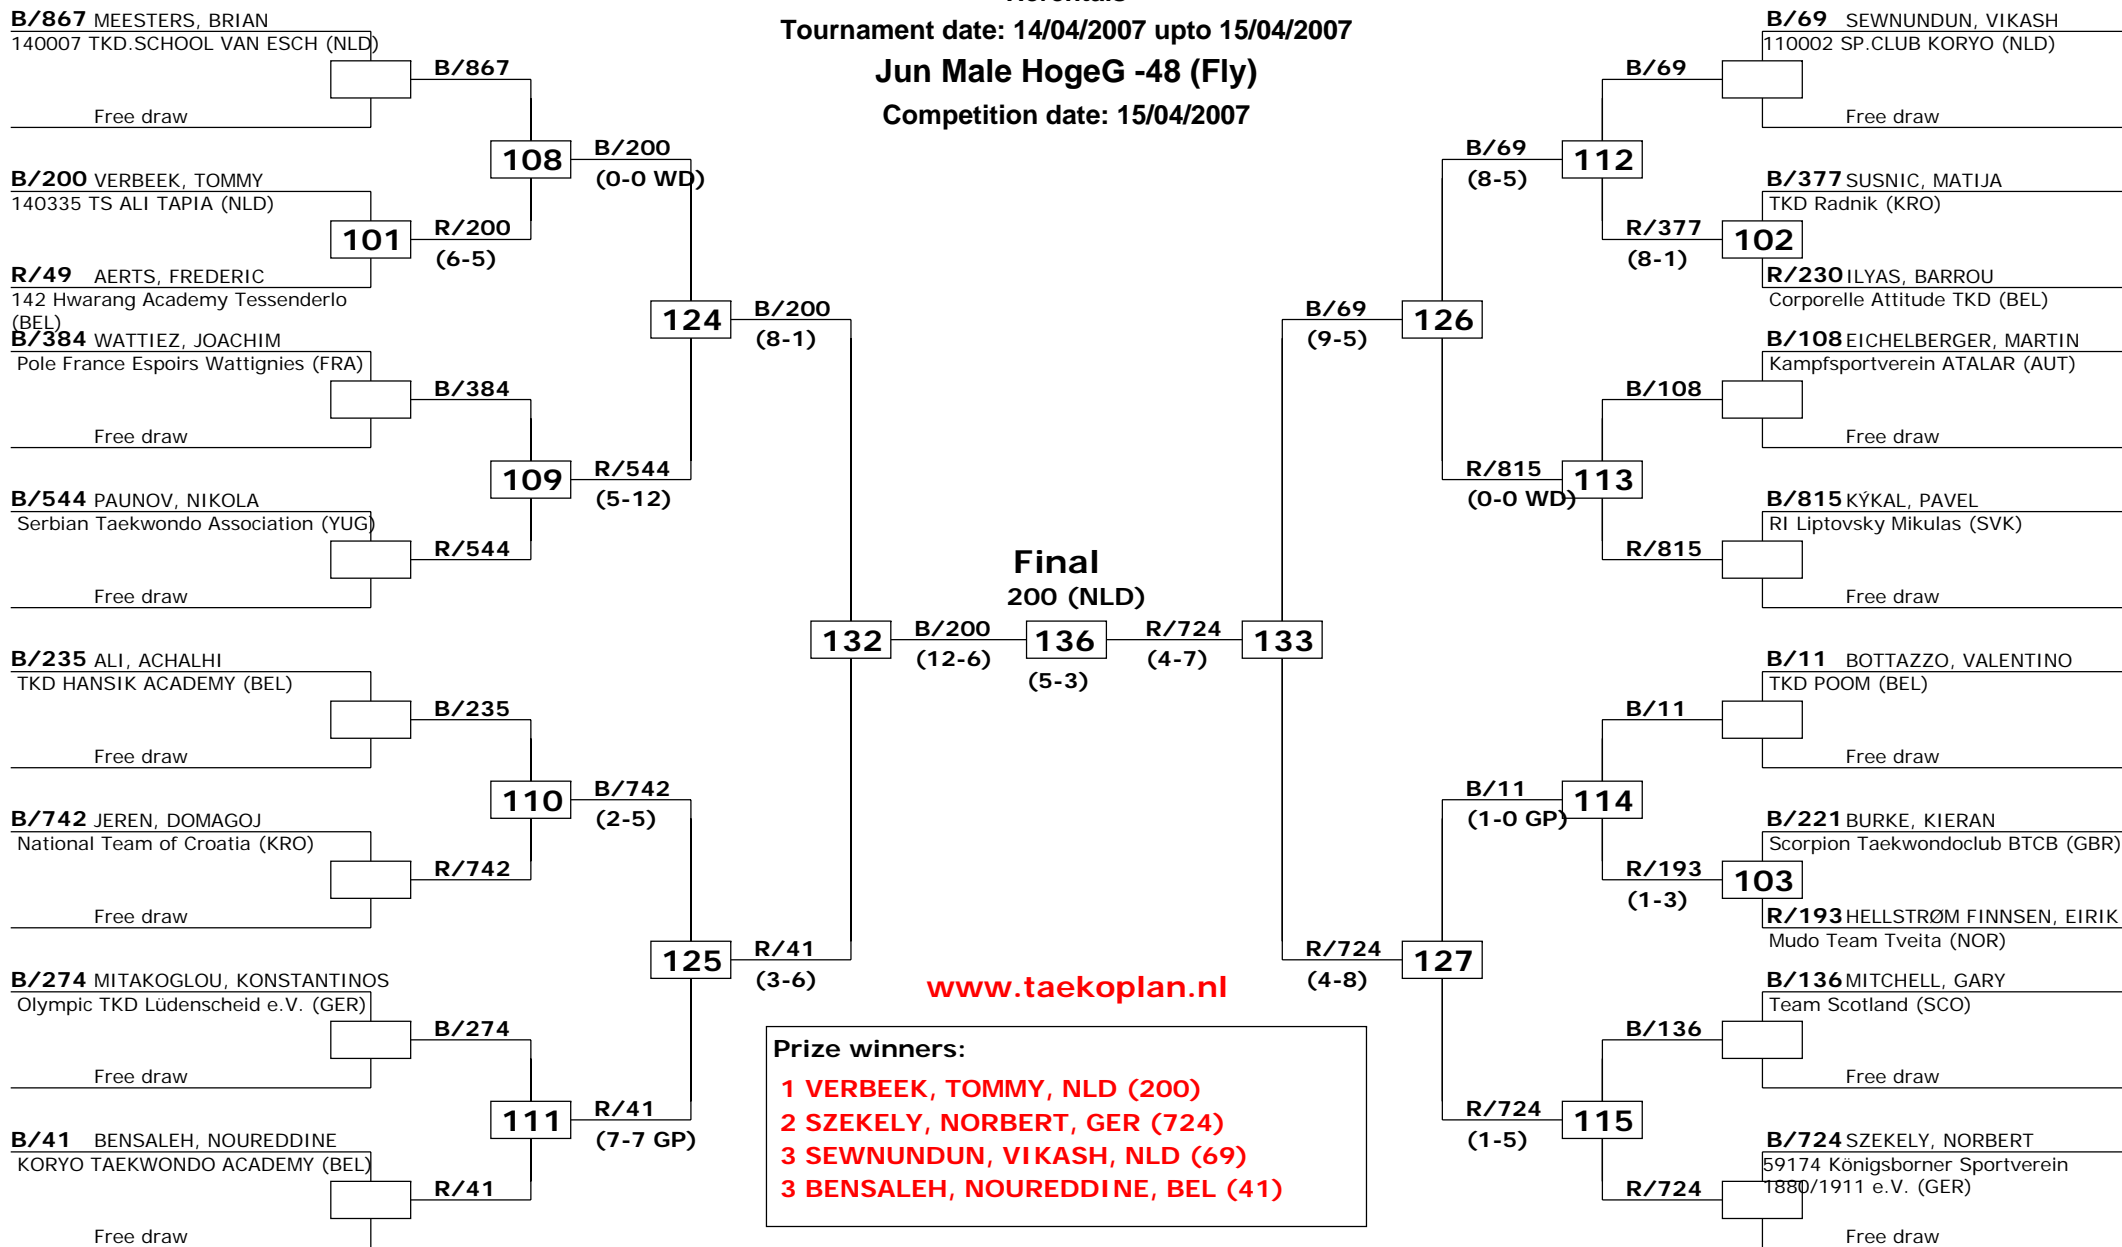 Tournament date: 14/04/2007 upto 15/04/2007
Jun Male HogeG -48 (Fly)
Competition date: 15/04/2007
B/867 MEESTERS, BRIAN
140007 TKD.SCHOOL VAN ESCH (NLD)
B/867
Free draw
108
B/200
(0-0 WD)
B/200 VERBEEK, TOMMY
140335 TS ALI TAPIA (NLD)
101
R/200
(6-5)
R/49 AERTS, FREDERIC
142 Hwarang Academy Tessenderlo
(BEL)
124
B/200
(8-1)
B/384 WATTIEZ, JOACHIM
Pole France Espoirs Wattignies (FRA)
B/384
Free draw
109
R/544
(5-12)
B/544 PAUNOV, NIKOLA
Serbian Taekwondo Association (YUG)
R/544
Free draw
132
B/200
(12-6)
B/235 ALI, ACHALHI
TKD HANSIK ACADEMY (BEL)
B/235
Free draw
110
B/742
(2-5)
B/742 JEREN, DOMAGOJ
National Team of Croatia (KRO)
R/742
Free draw
125
R/41
(3-6)
B/274 MITAKOGLOU, KONSTANTINOS
Olympic TKD Lüdenscheid e.V. (GER)
B/274
Free draw
111
R/41
(7-7 GP)
B/41 BENSALEH, NOUREDDINE
KORYO TAEKWONDO ACADEMY (BEL)
R/41
Free draw
Final
200 (NLD)
136
(5-3)
R/724
(4-7)
133
B/69 SEWNUNDUN, VIKASH
110002 SP.CLUB KORYO (NLD)
B/69
Free draw
B/69
(8-5)
112
B/377 SUSNIC, MATIJA
TKD Radnik (KRO)
R/377
(8-1)
102
R/230 ILYAS, BARROU
Corporelle Attitude TKD (BEL)
B/69
(9-5)
126
B/108 EICHELBERGER, MARTIN
Kampfsportverein ATALAR (AUT)
B/108
Free draw
R/815
(0-0 WD)
113
B/815 KÝKAL, PAVEL
RI Liptovsky Mikulas (SVK)
R/815
Free draw
B/11 BOTTAZZO, VALENTINO
TKD POOM (BEL)
B/11
Free draw
B/11
(1-0 GP)
114
B/221 BURKE, KIERAN
Scorpion Taekwondoclub BTCB (GBR)
R/193
(1-3)
103
R/193 HELLSTRØM FINNSEN, EIRIK
Mudo Team Tveita (NOR)
R/724
(4-8)
127
B/136 MITCHELL, GARY
Team Scotland (SCO)
B/136
Free draw
R/724
(1-5)
115
B/724 SZEKELY, NORBERT
59174 Königsborner Sportverein
1880/1911 e.V. (GER)
R/724
Free draw
www.taekoplan.nl
Prize winners:
1 VERBEEK, TOMMY, NLD (200)
2 SZEKELY, NORBERT, GER (724)
3 SEWNUNDUN, VIKASH, NLD (69)
3 BENSALEH, NOUREDDINE, BEL (41)